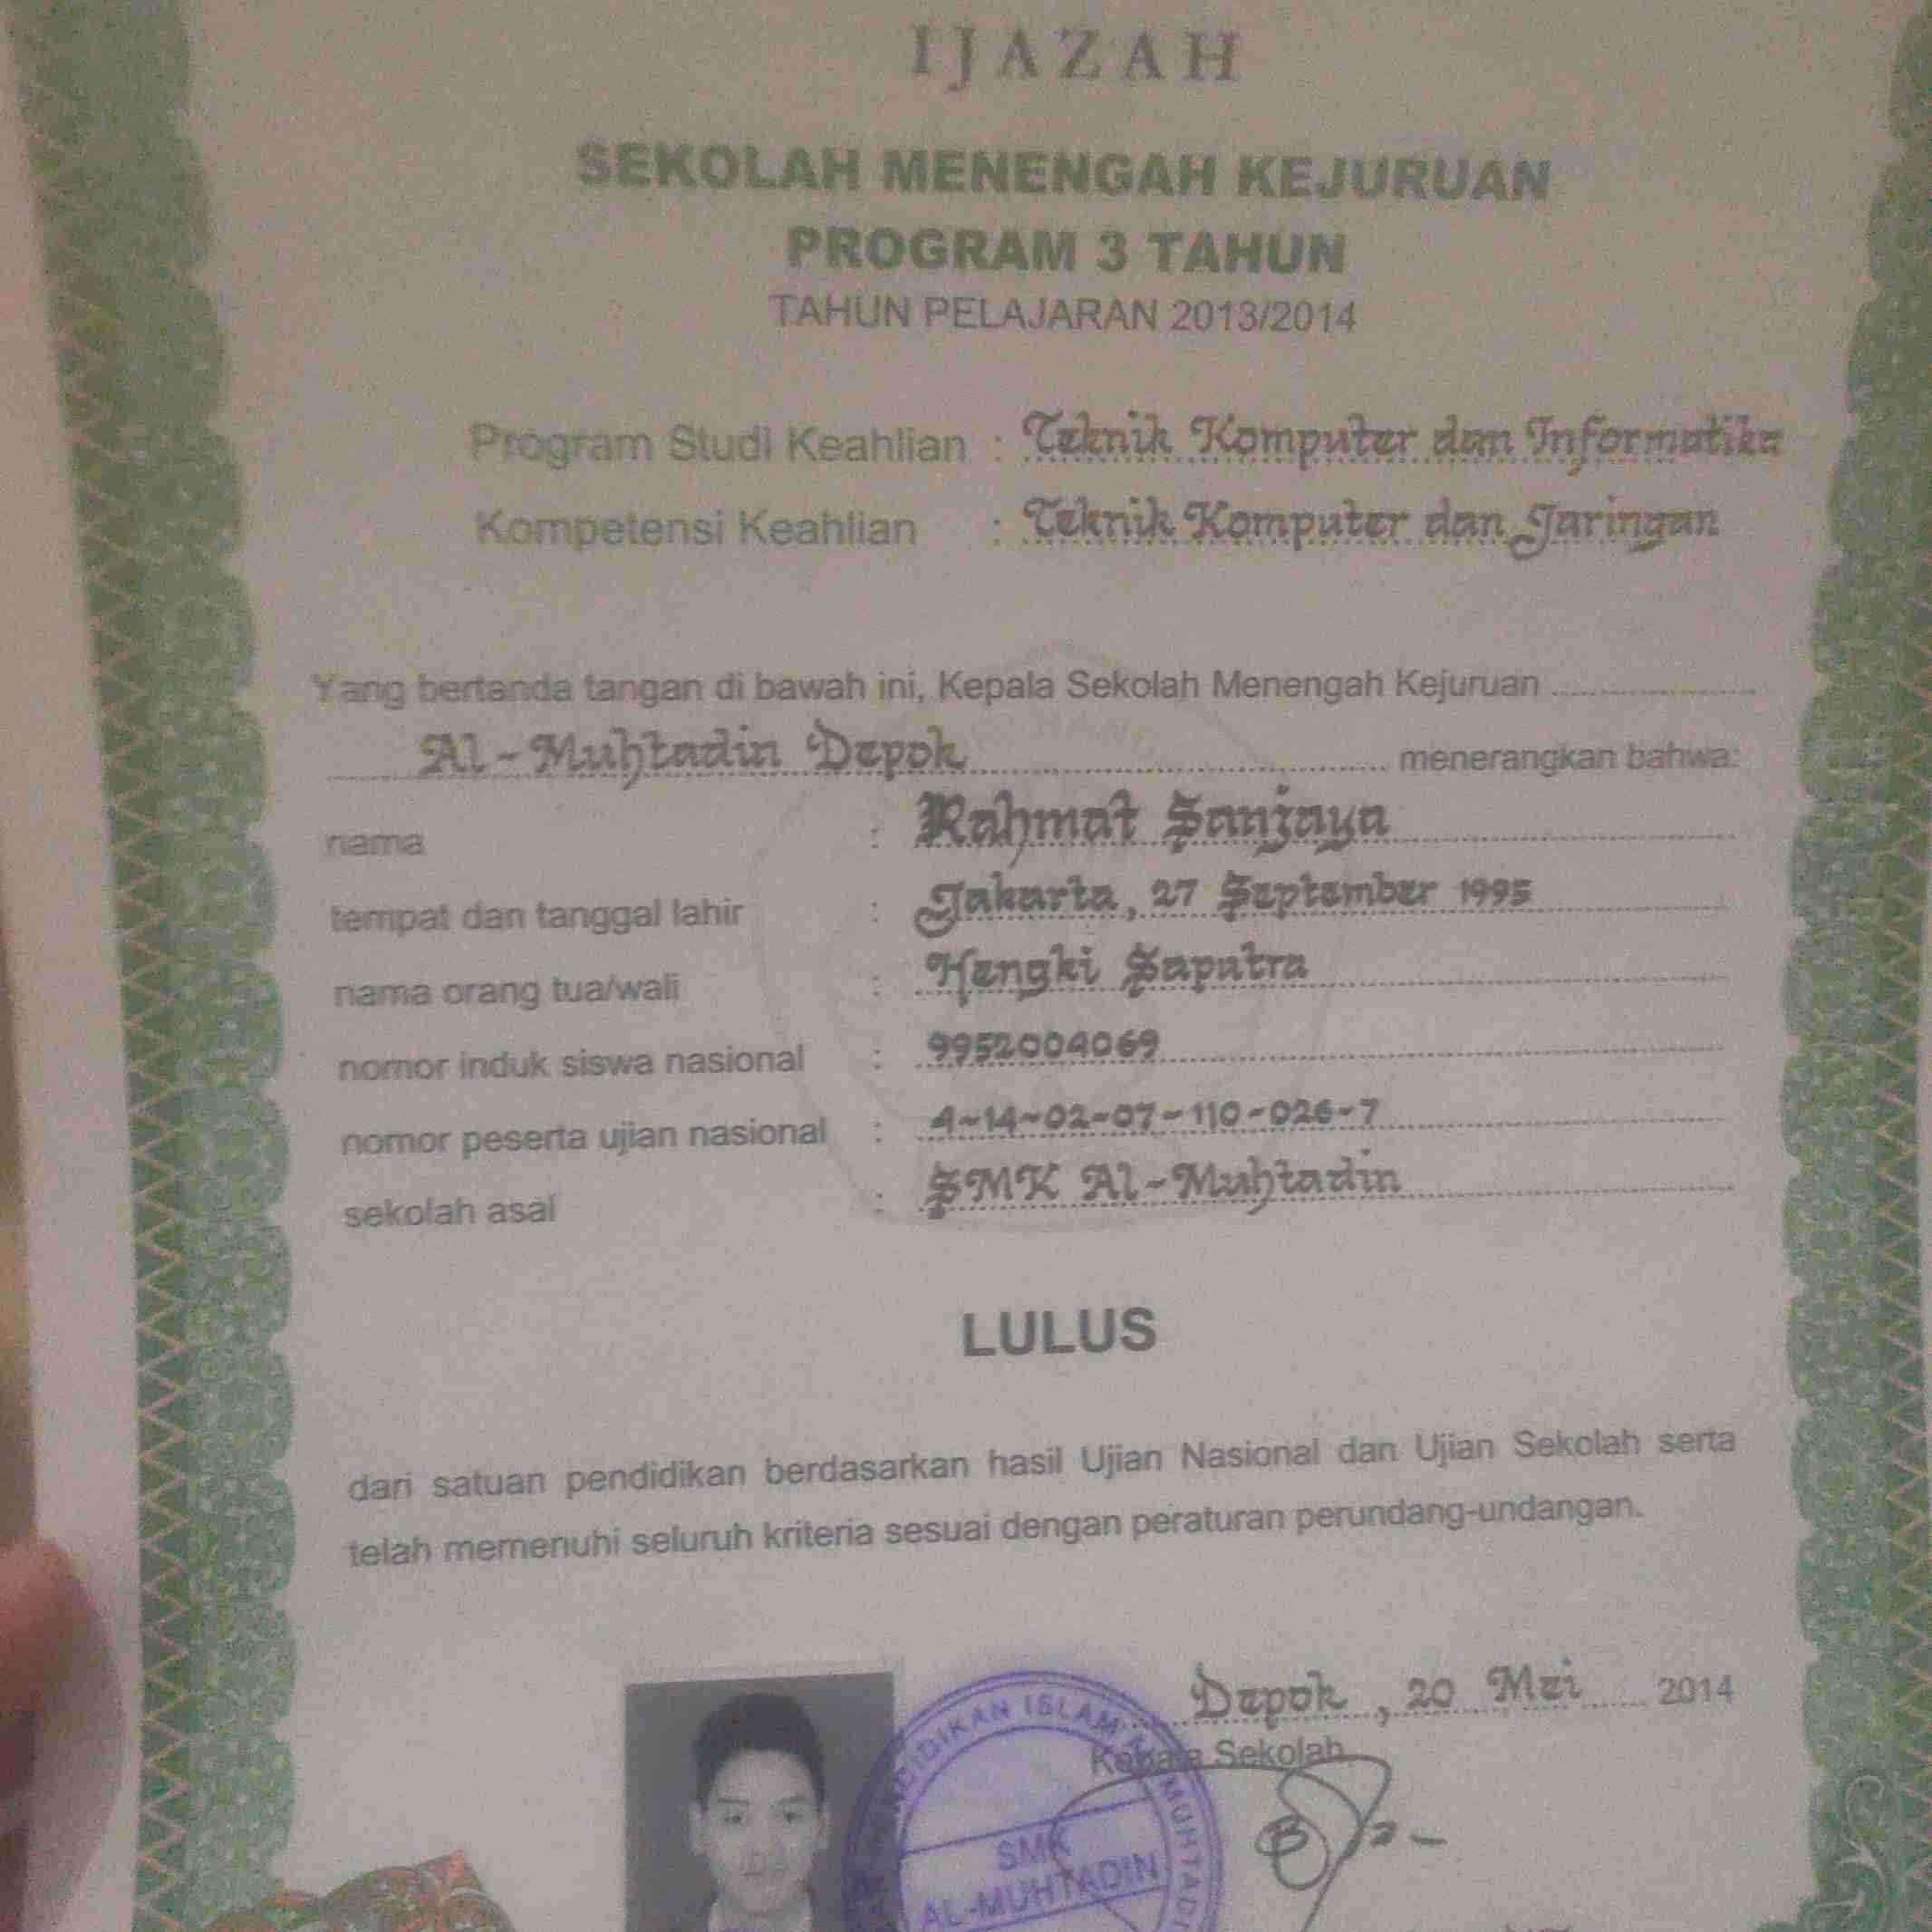 IJAZAH
SEKOLAH MENENGAH KEJURUAN
PROGRAM 3 TAHUN
TAHUN PELAJARAN 2013/2014
Program Studi Keahlian : Teknik Komputer dan Informatika
Kompetensi Keahlian : Teknik Komputer dan Jaringan
Yang bertanda tangan di bawah ini, Kepala Sekolah Menengah Kejuruan
Al-Muhtadin Depok menerangkan bahwa:
nama : Rahmat Sanjaya
tempat dan tanggal lahir : Jakarta, 27 September 1995
nama orang tua/wali : Hengki Saputra
nomor induk siswa nasional : 9952004069
nomor peserta ujian nasional : 4-14-02-07-110-026-7
sekolah asal : SMK Al-Muhtadin
LULUS
dari satuan pendidikan berdasarkan hasil Ujian Nasional dan Ujian Sekolah serta
telah memenuhi seluruh kriteria sesuai dengan peraturan perundang-undangan.
Depok, 20 Mei 2014
Kepala Sekolah
ISLAM
SMK
AL-MUHTADIN